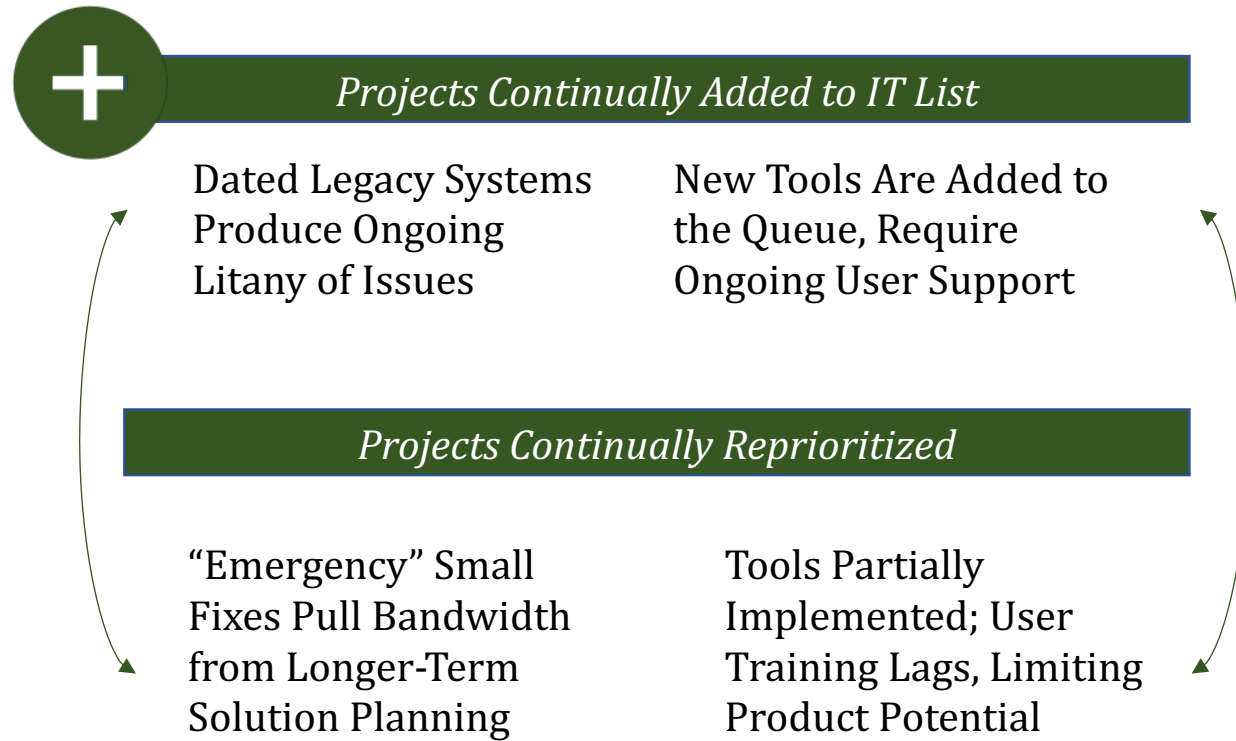 Projects Continually Added to IT List
Dated Legacy Systems
Produce Ongoing
Litany of Issues
New Tools Are Added to
the Queue, Require
Ongoing User Support
Projects Continually Reprioritized
“Emergency” Small
Fixes Pull Bandwidth
from Longer-Term
Solution Planning
Tools Partially
Implemented; User
Training Lags, Limiting
Product Potential